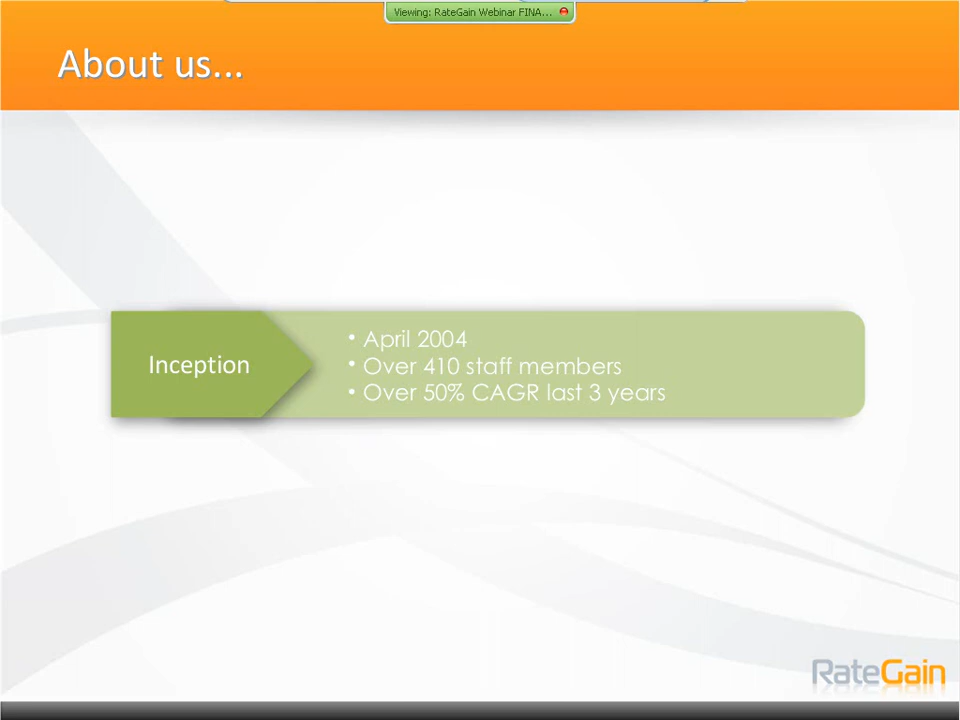 Viewing: RateGain Webinar FINA...
About us...
Inception
• April 2004
• Over 410 staff members
• Over 50% CAGR last 3 years
RateGain